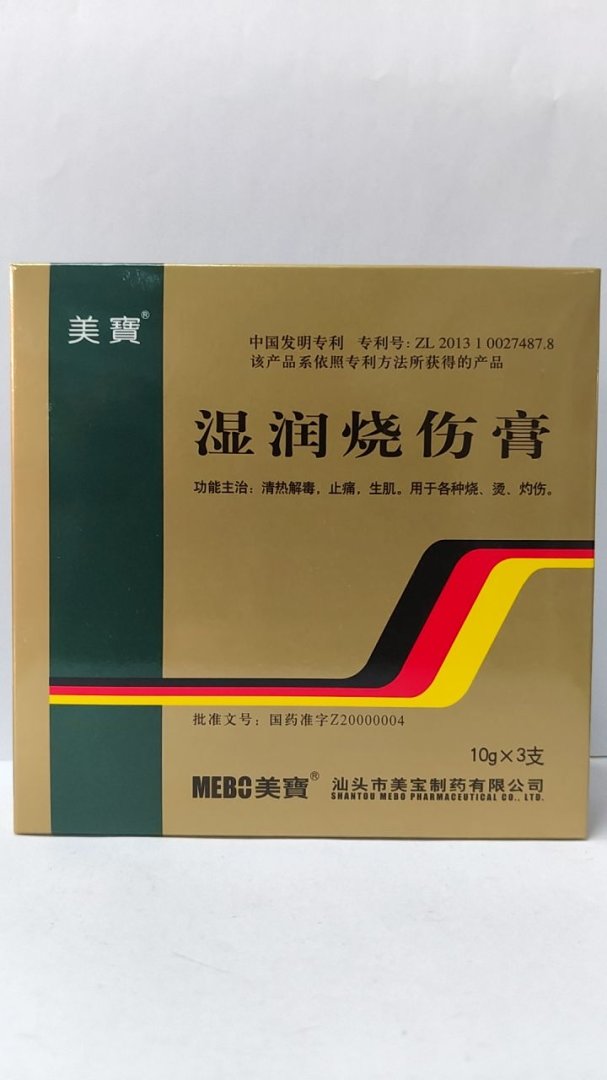 美寶®
中国发明专利 专利号：ZL 2013 1 0027487.8
该产品系依照专利方法所获得的产品
湿润烧伤膏
功能主治：清热解毒，止痛，生肌。用于各种烧、烫、灼伤。
批准文号：国药准字Z20000004
10g×3支
MEBO美寶® 汕头市美宝制药有限公司
SHANTOU MEBO PHARMACEUTICAL CO., LTD.